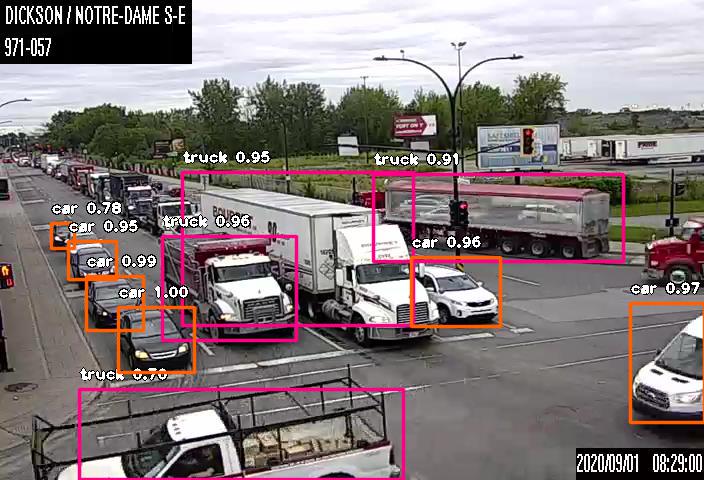 DICKSON / NOTRE-DAME S-E
971-057
truck 0.95
truck 0.91
car 0.78
car 0.95
truck 0.96
car 0.96
car 0.99
car 1.00
car 0.97
truck 0.70
2020/09/01 08:29:00